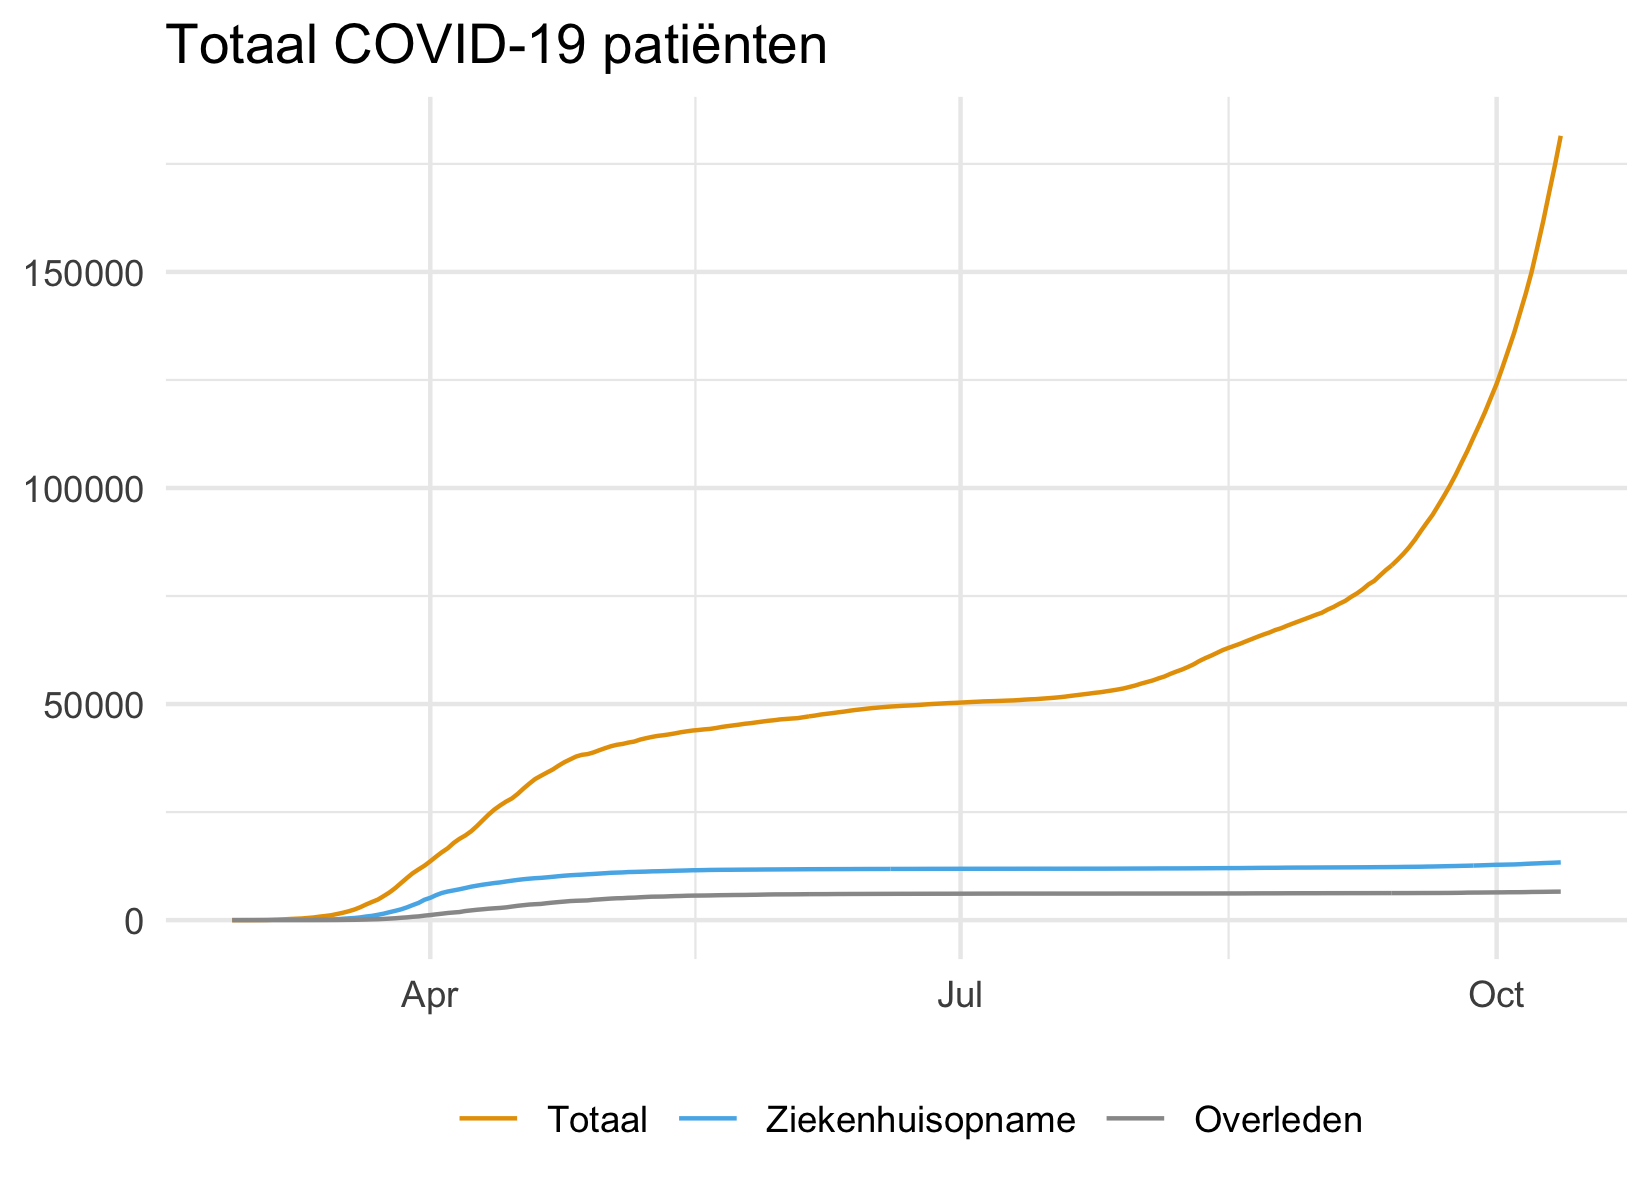 Totaal COVID-19 patiënten
150000
100000
50000
0
Apr Jul Oct
Totaal Ziekenhuisopname Overleden